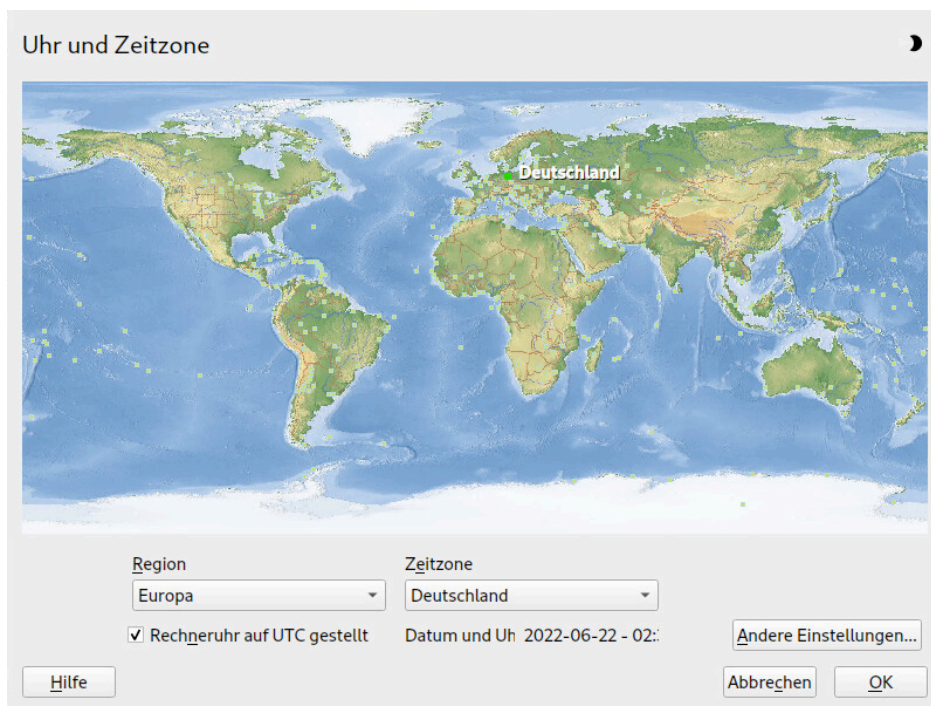 Uhr und Zeitzone
Deutschland
Region
Zeitzone
Europa
Deutschland
Rechneruhr auf UTC gestellt
Datum und Uh 2022-06-22 - 02:
Andere Einstellungen...
Hilfe
Abbrechen
OK